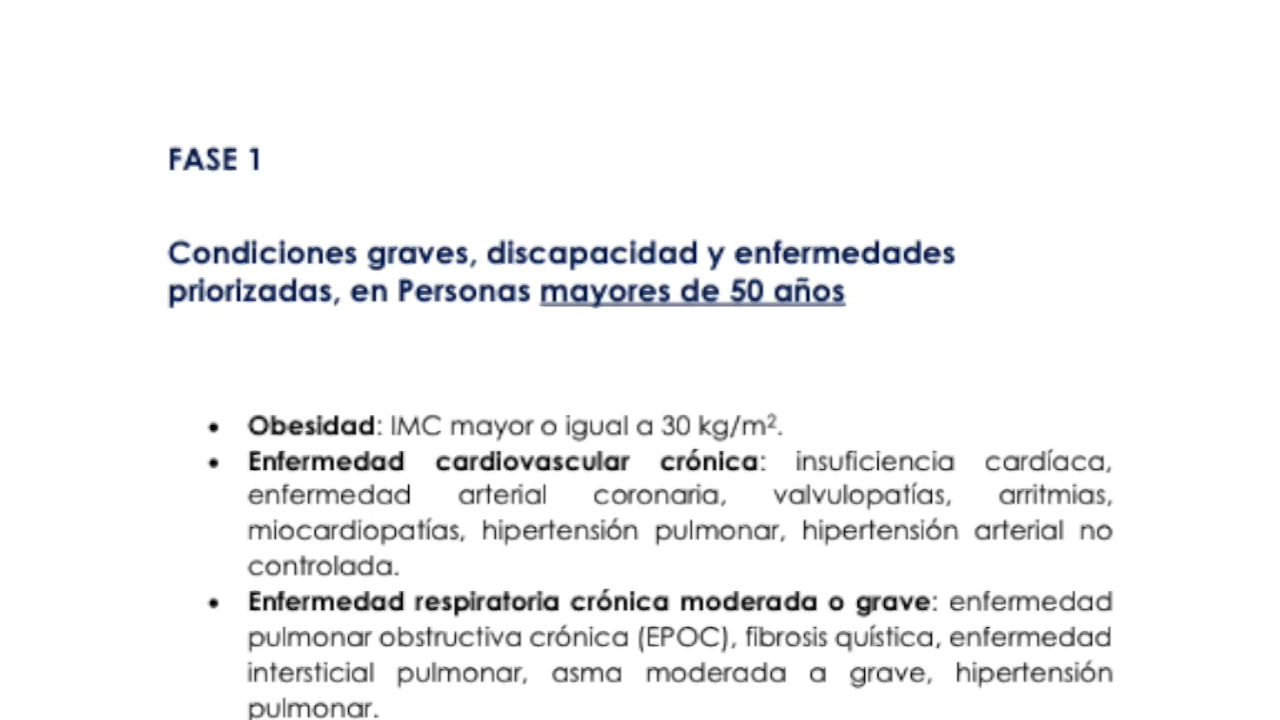 FASE 1
Condiciones graves, discapacidad y enfermedades
priorizadas, en Personas mayores de 50 años
• Obesidad: IMC mayor o igual a 30 kg/m².
• Enfermedad cardiovascular crónica: insuficiencia cardíaca,
enfermedad arterial coronaria, valvulopatías, arritmias,
miocardiopatías, hipertensión pulmonar, hipertensión arterial no
controlada.
• Enfermedad respiratoria crónica moderada o grave: enfermedad
pulmonar obstructiva crónica (EPOC), fibrosis quística, enfermedad
intersticial pulmonar, asma moderada a grave, hipertensión
pulmonar.